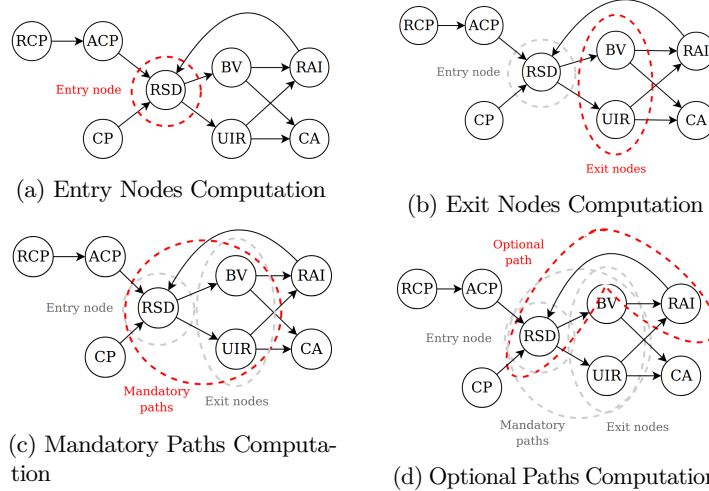 RCP
ACP
BV
RAI
Entry node
RSD
CP
UIR
CA
(a) Entry Nodes Computation
RCP
ACP
BV
RAI
Entry node
RSD
CP
UIR
CA
Exit nodes
(b) Exit Nodes Computation
RCP
ACP
BV
RAI
Entry node
RSD
CP
UIR
CA
Mandatory
paths
Exit nodes
(c) Mandatory Paths Computa-
tion
Optional
path
RCP
ACP
BV
RAI
Entry node
RSD
CP
UIR
CA
Mandatory
paths
Exit nodes
(d) Optional Paths Computation